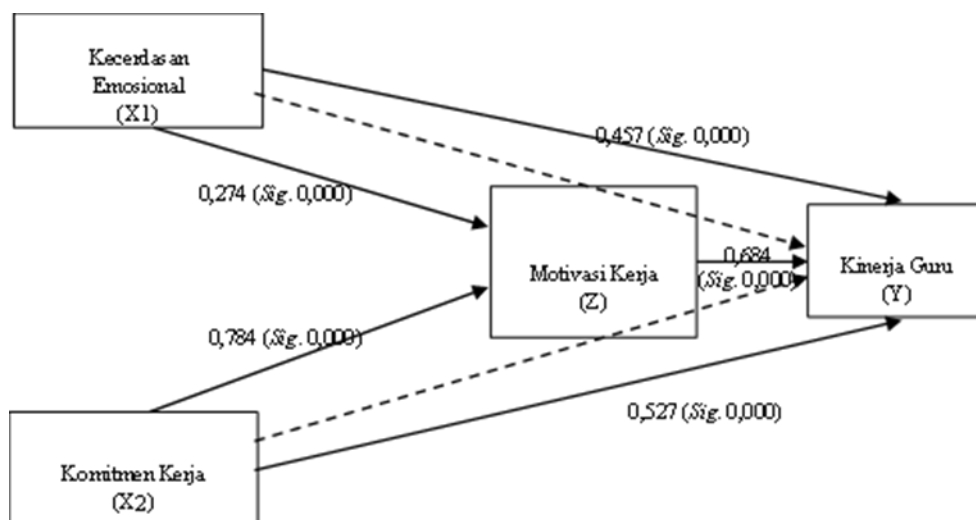 Kecerdasan
Emosional
(X1)
0,457 (Sig. 0,000)
0,274 (Sig. 0,000)
Motivasi Kerja
(Z)
0,684
(Sig. 0,000)
Kinerja Guru
(Y)
0,784 (Sig. 0,000)
0,527 (Sig. 0,000)
Komitmen Kerja
(X2)